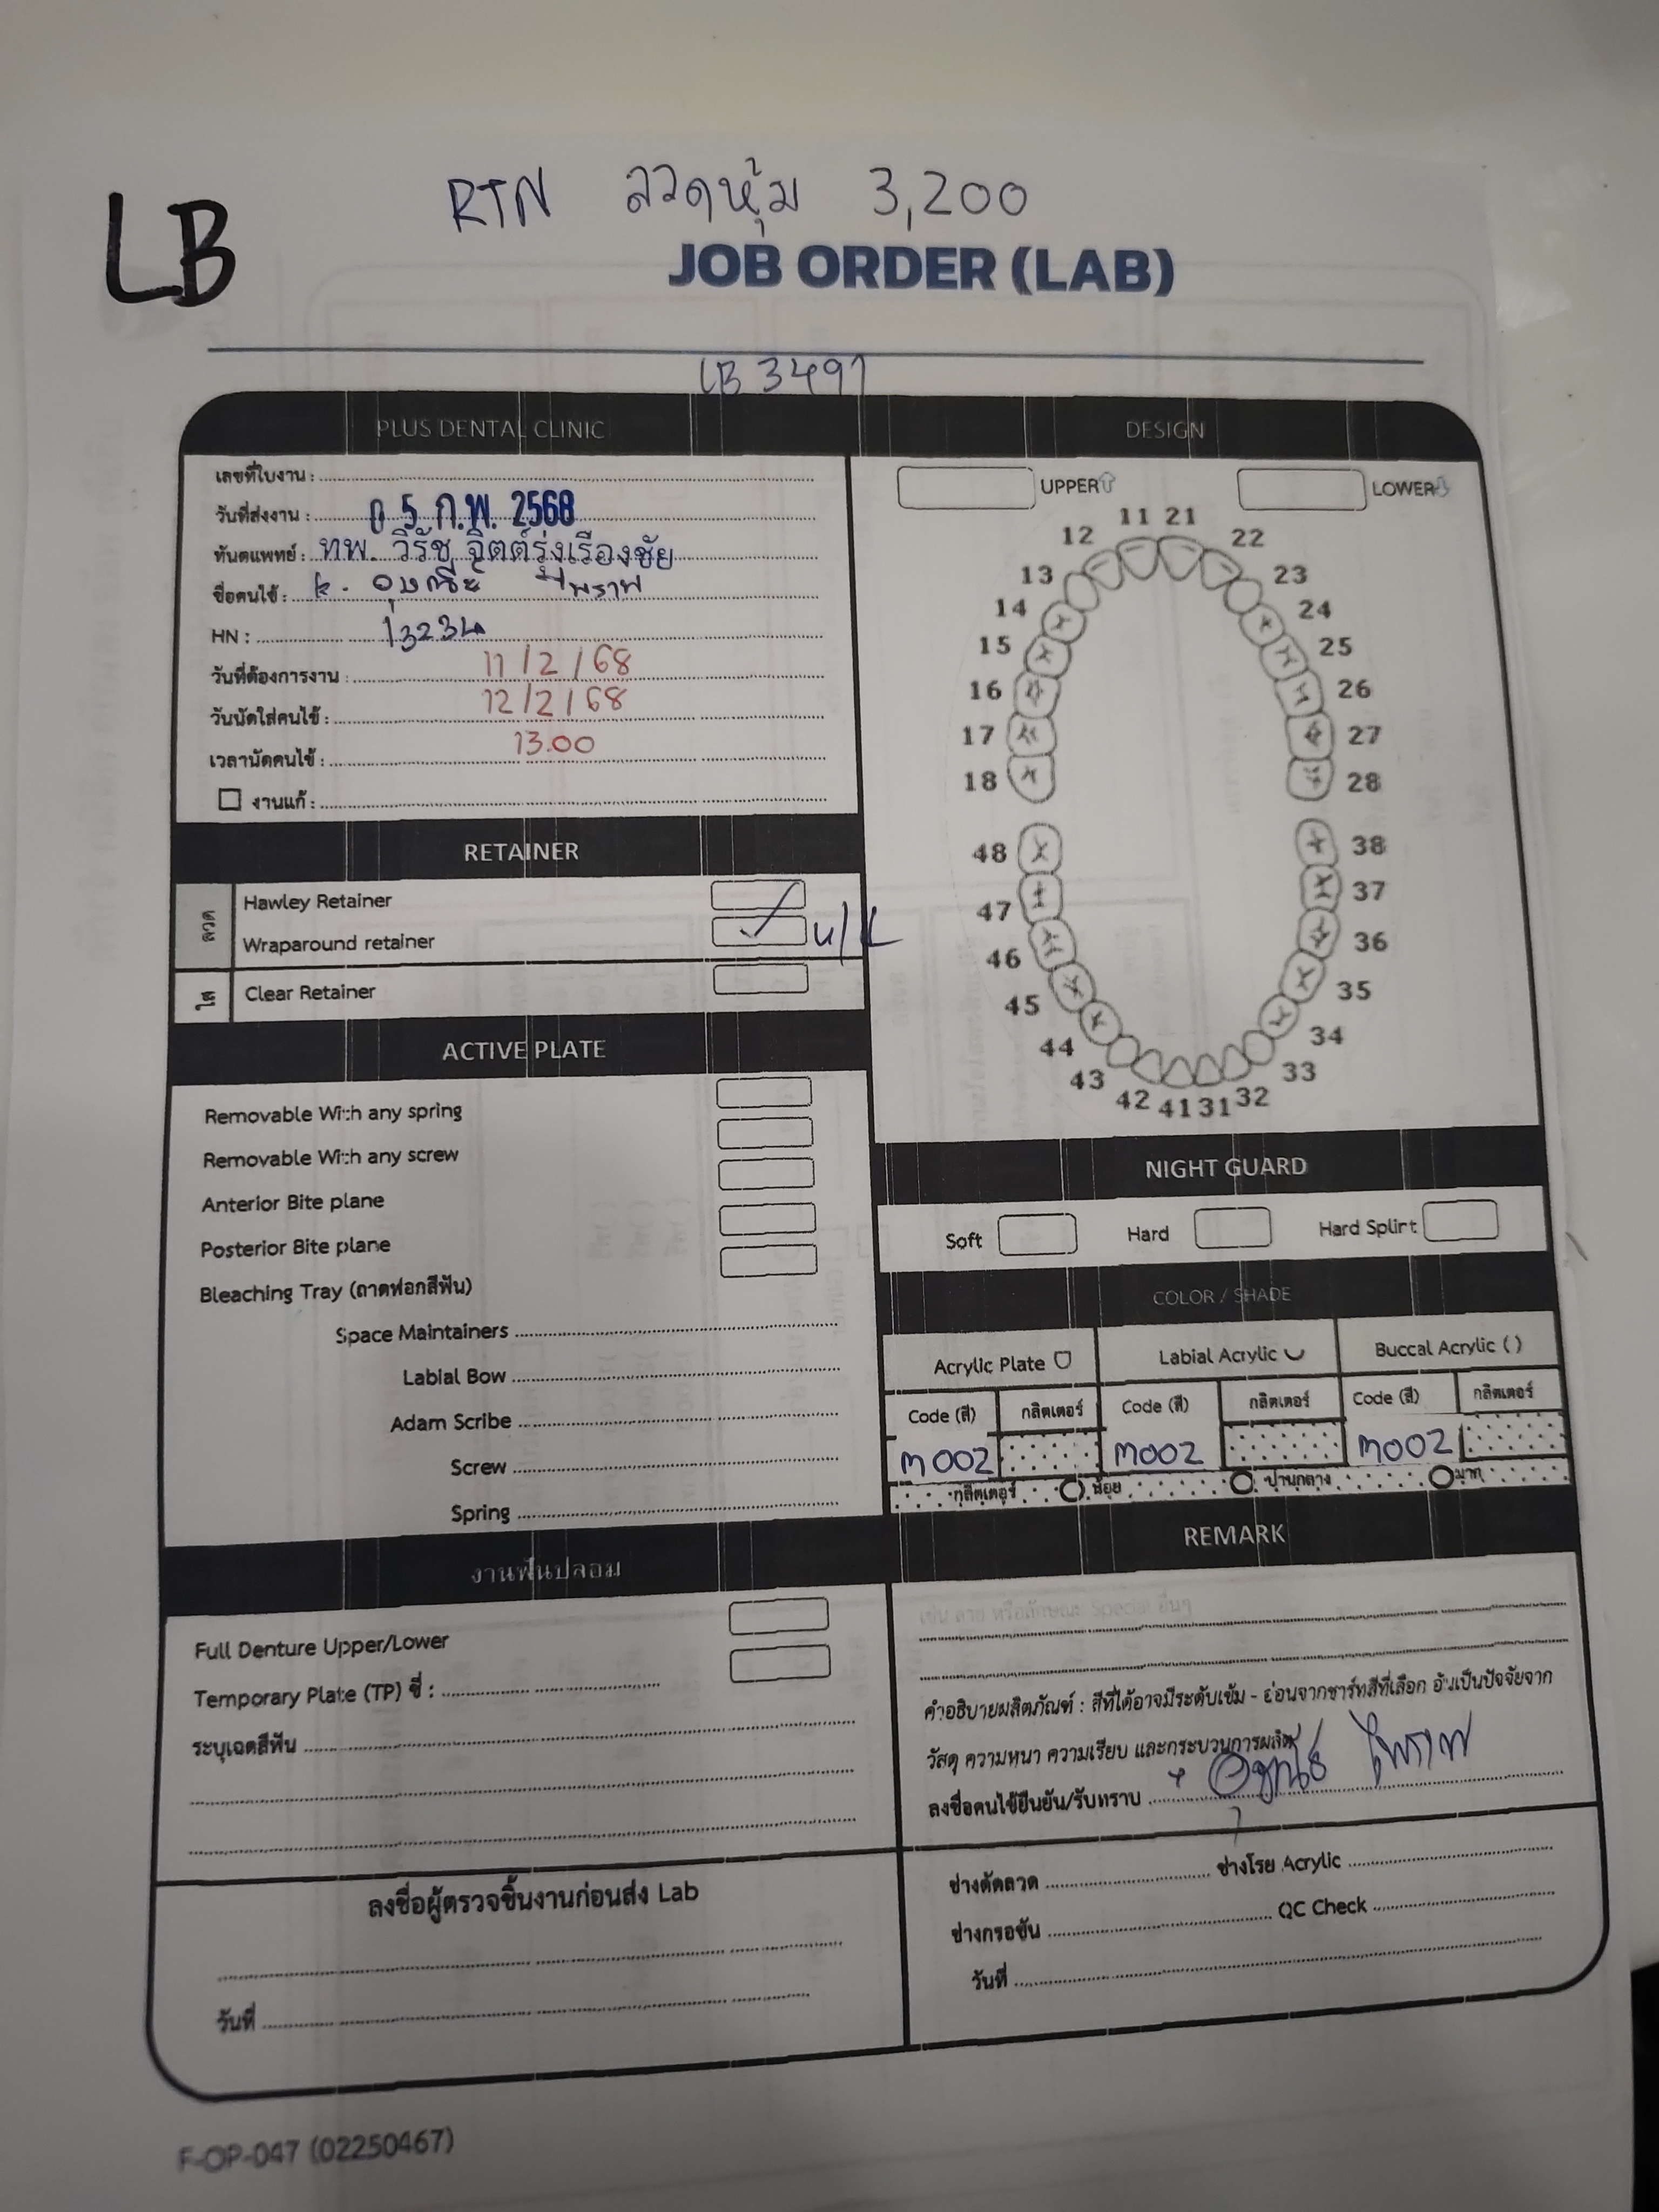 RTN ลวดหุ้ม 3,200
LB
JOB ORDER (LAB)
LB 3497
PLUS DENTAL CLINIC
เลขที่ใบงาน :
วันที่ส่งงาน : 0 5 ก.พ. 2568
ทันตแพทย์ : ทพ. วิรัช จิตต์รุ่งเรืองชัย
ชื่อคนไข้ : k.
HN : 13234
วันที่ต้องการงาน : 11/2/68
วันนัดใส่คนไข้ : 12/2/68
เวลานัดคนไข้ : 13.00
งานแก้ :
RETAINER
ลวด
Hawley Retainer
Wraparound retainer u/L
ใส
Clear Retainer
ACTIVE PLATE
Removable With any spring
Removable With any screw
Anterior Bite plane
Posterior Bite plane
Bleaching Tray (ถาดฟอกสีฟัน)
Space Maintainers
Labial Bow
Adam Scribe
Screw
Spring
งานฟันปลอม
Full Denture Upper/Lower
Temporary Plate (TP) ซี่ :
ระบุเฉดสีฟัน
ลงชื่อผู้ตรวจชิ้นงานก่อนส่ง Lab
วันที่
DESIGN
UPPER LOWER
11 21
12 22
13 23
14 24
15 25
16 26
17 27
18 28
48 38
47 37
46 36
45 35
44 34
43 33
42 41 31 32
NIGHT GUARD
Soft Hard Hard Splint
COLOR / SHADE
Acrylic Plate Labial Acrylic Buccal Acrylic ( )
Code (สี) กลิตเตอร์ Code (สี) กลิตเตอร์ Code (สี) กลิตเตอร์
M002 M002 M002
กลิตเตอร์ น้อย ปานกลาง มาก
REMARK
เช่น ลาย หรือลักษณะ Special อื่นๆ
คำอธิบายผลิตภัณฑ์ : สีที่ได้อาจมีระดับเข้ม - อ่อนจากชาร์ทสีที่เลือก อันเป็นปัจจัยจาก
วัสดุ ความหนา ความเรียบ และกระบวนการผลิต
ลงชื่อคนไข้ยืนยัน/รับทราบ
ช่างดัดลวด ช่างโรย Acrylic
ช่างกรอขัน QC Check
วันที่
F-OP-047 (02250467)